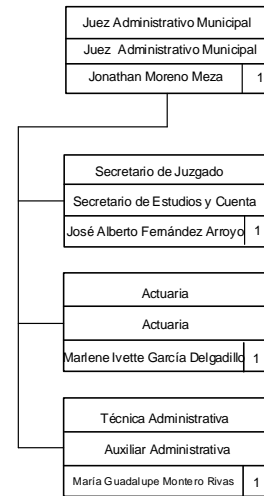 Juez Administrativo Municipal
Juez Administrativo Municipal
Jonathan Moreno Meza 1
Secretario de Juzgado
Secretario de Estudios y Cuenta
José Alberto Fernández Arroyo 1
Actuaria
Actuaria
Marlene Ivette García Delgadillo 1
Técnica Administrativa
Auxiliar Administrativa
María Guadalupe Montero Rivas 1